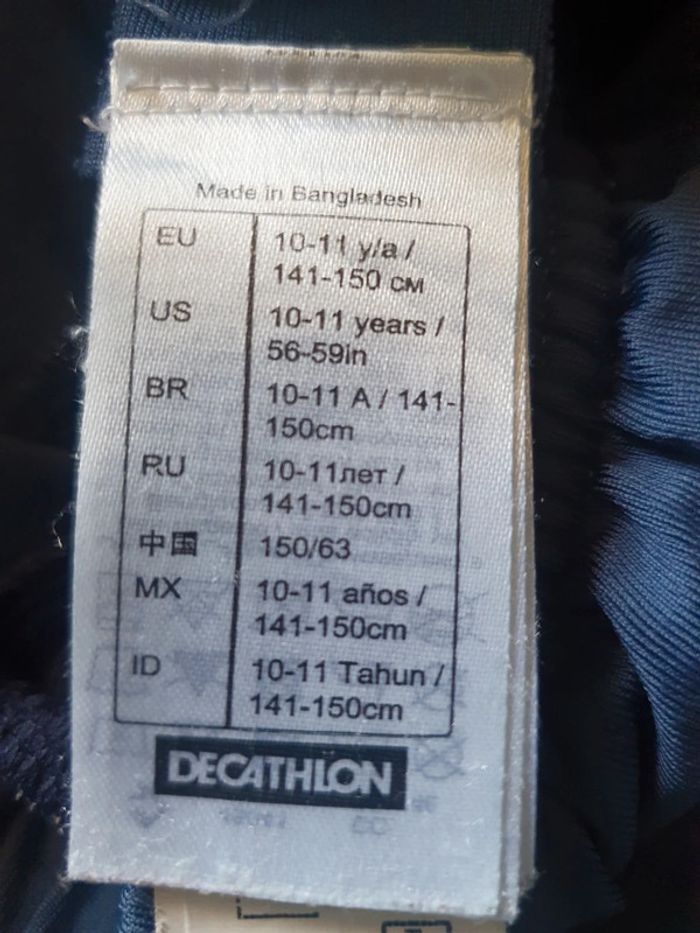 Made in Bangladesh
EU 10-11 y/a /
141-150 см
US 10-11 years /
56-59in
BR 10-11 A / 141-
150cm
RU 10-11лет /
141-150cm
中国 150/63
MX 10-11 años /
141-150cm
ID 10-11 Tahun /
141-150cm
DECATHLON